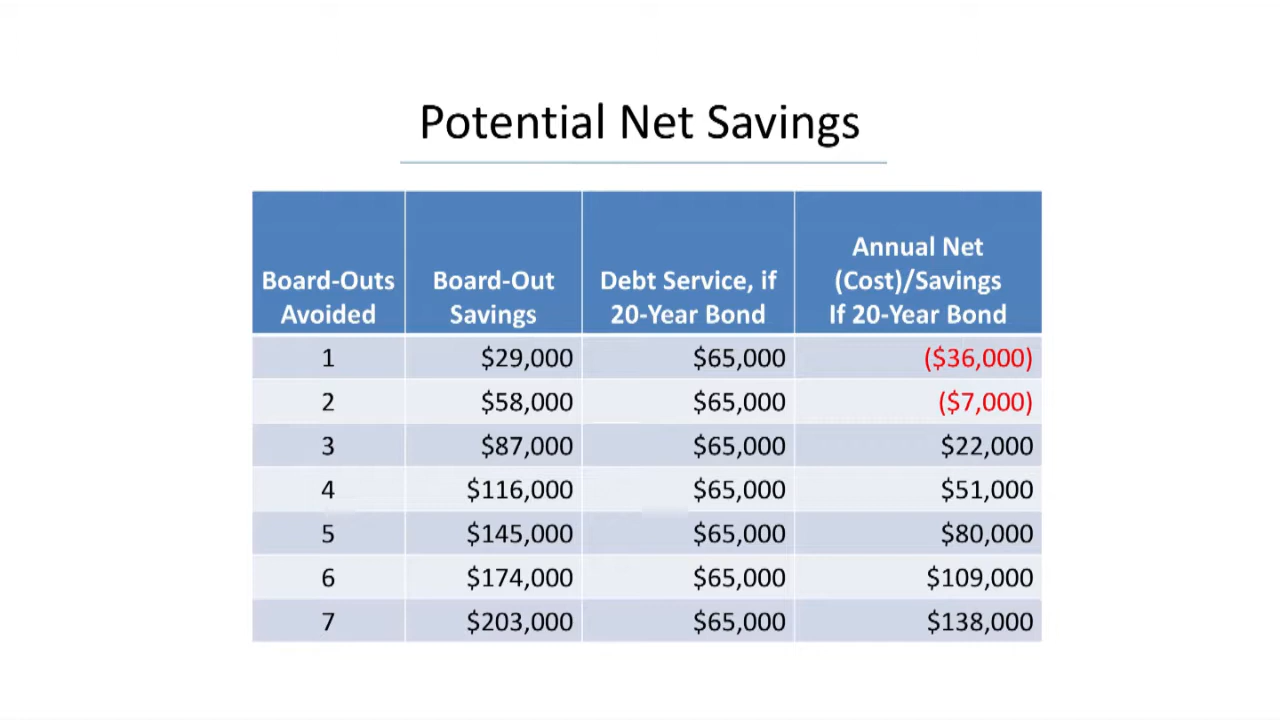 Potential Net Savings
Annual Net
Board-Outs Board-Out Debt Service, if (Cost)/Savings
Avoided Savings 20-Year Bond If 20-Year Bond
1 $29,000 $65,000 ($36,000)
2 $58,000 $65,000 ($7,000)
3 $87,000 $65,000 $22,000
4 $116,000 $65,000 $51,000
5 $145,000 $65,000 $80,000
6 $174,000 $65,000 $109,000
7 $203,000 $65,000 $138,000